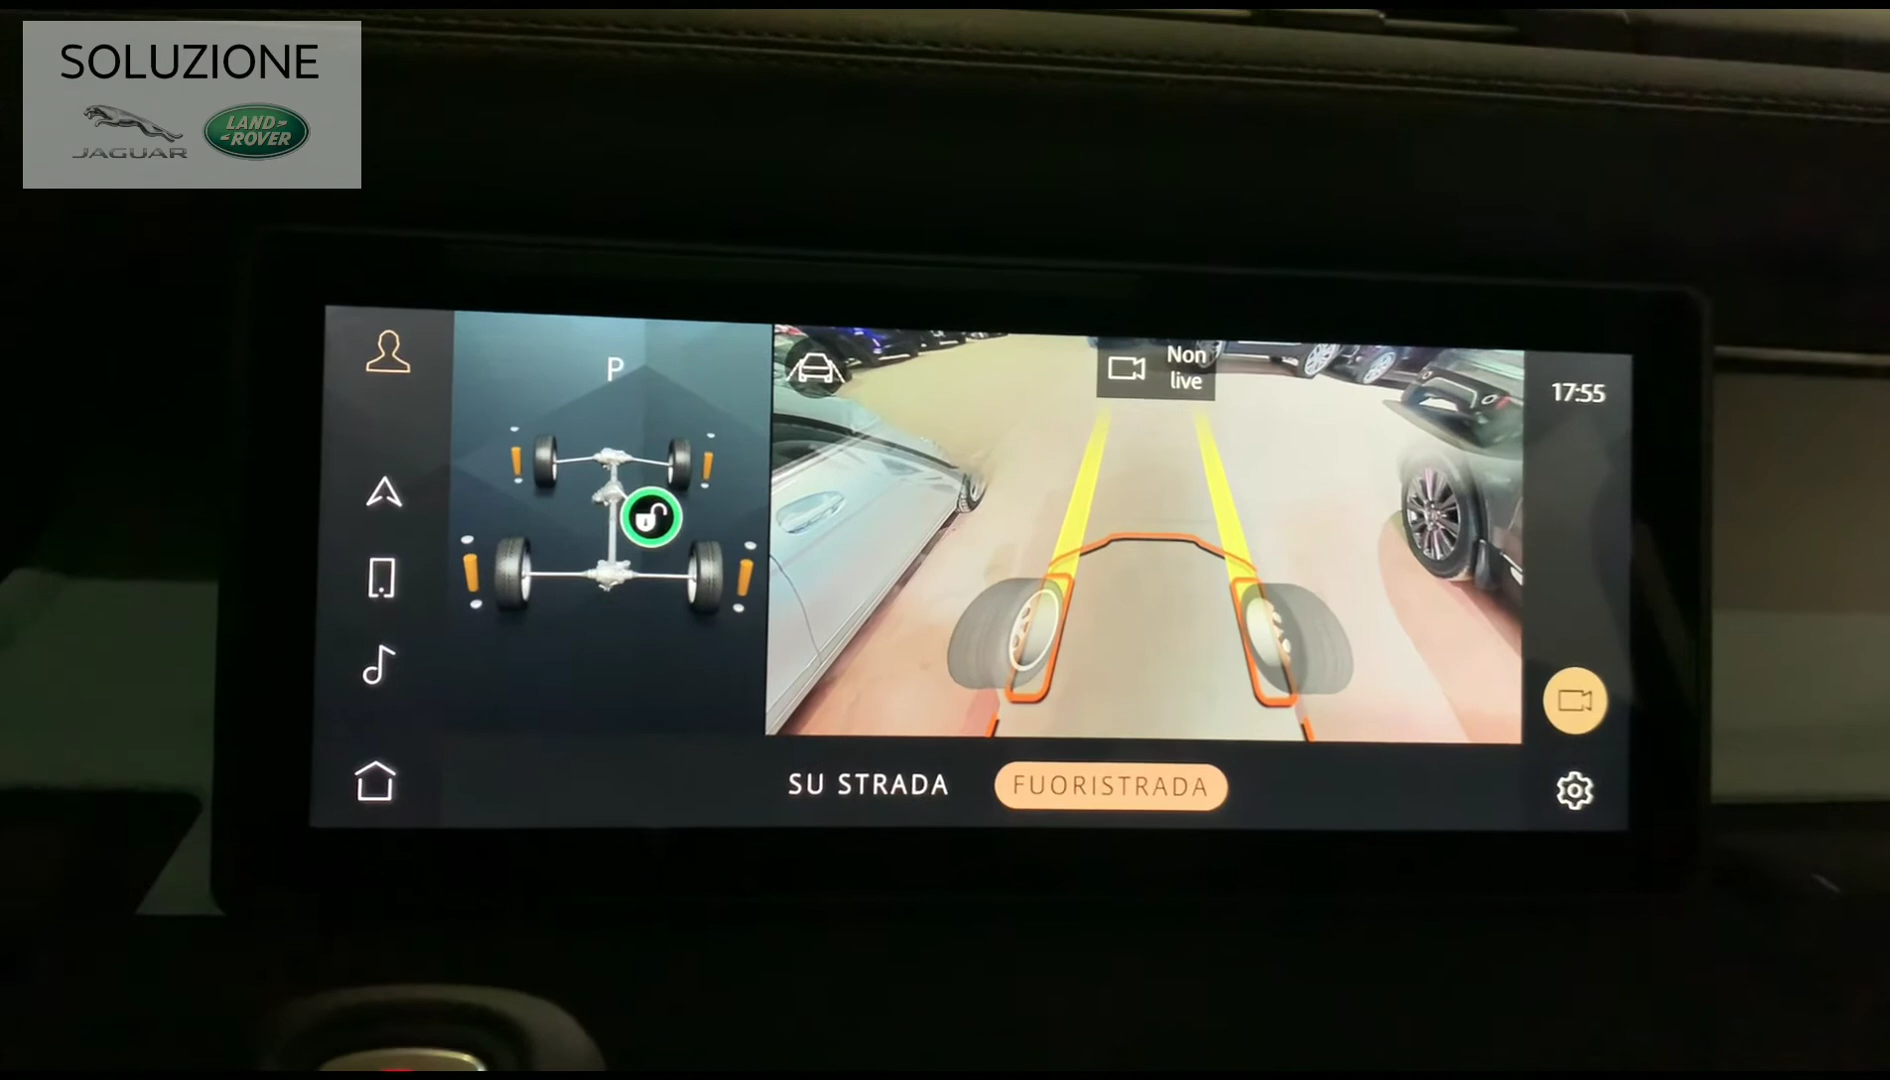 SOLUZIONE
JAGUAR
LAND-
-ROVER
P
Non
live
17:55
SU STRADA
FUORISTRADA